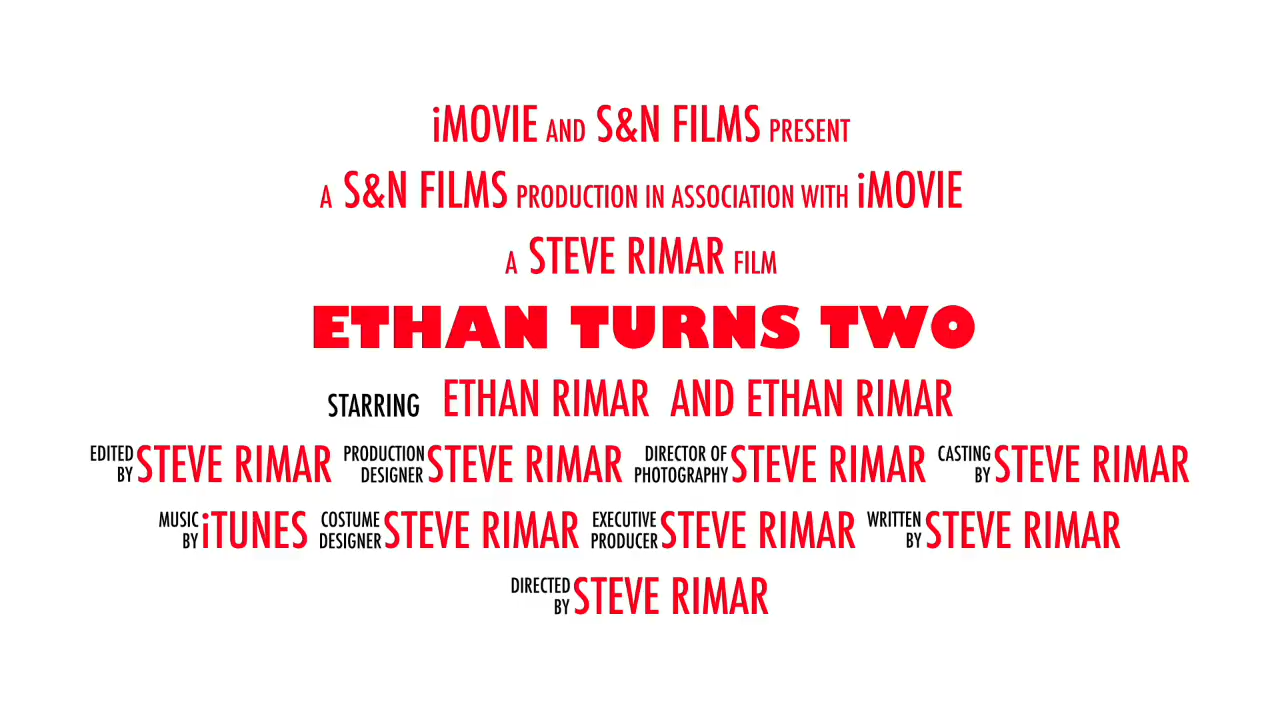 iMOVIE AND S&N FILMS PRESENT
A S&N FILMS PRODUCTION IN ASSOCIATION WITH iMOVIE
A STEVE RIMAR FILM
ETHAN TURNS TWO
STARRING ETHAN RIMAR AND ETHAN RIMAR
EDITED BY STEVE RIMAR PRODUCTION DESIGNER STEVE RIMAR DIRECTOR OF PHOTOGRAPHY STEVE RIMAR CASTING BY STEVE RIMAR
MUSIC BY iTUNES COSTUME DESIGNER STEVE RIMAR EXECUTIVE PRODUCER STEVE RIMAR WRITTEN BY STEVE RIMAR
DIRECTED BY STEVE RIMAR